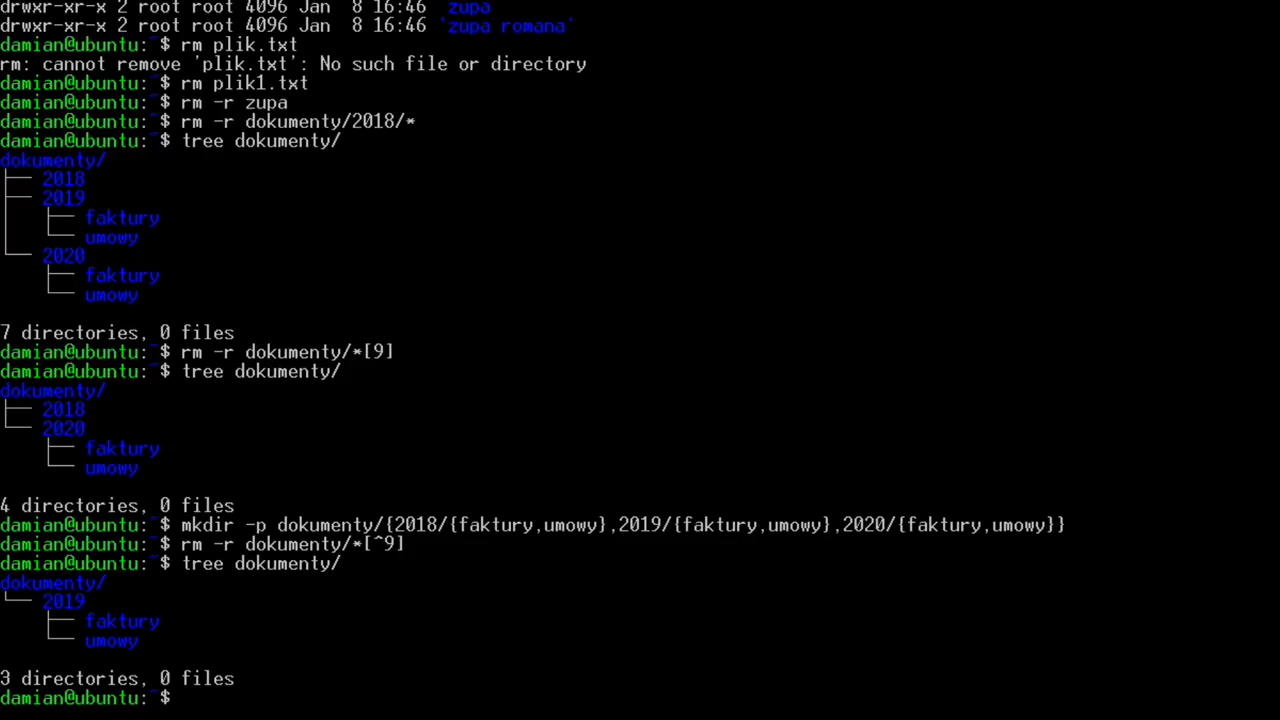 drwxr-xr-x 2 root root 4096 Jan  8 16:46  zupa
drwxr-xr-x 2 root root 4096 Jan  8 16:46 'zupa romana'
damian@ubuntu:~$ rm plik.txt
rm: cannot remove 'plik.txt': No such file or directory
damian@ubuntu:~$ rm plik1.txt
damian@ubuntu:~$ rm -r zupa
damian@ubuntu:~$ rm -r dokumenty/2018/*
damian@ubuntu:~$ tree dokumenty/
dokumenty/
├── 2018
├── 2019
│   ├── faktury
│   └── umowy
└── 2020
    ├── faktury
    └── umowy
7 directories, 0 files
damian@ubuntu:~$ rm -r dokumenty/*[9]
damian@ubuntu:~$ tree dokumenty/
dokumenty/
├── 2018
└── 2020
    ├── faktury
    └── umowy
4 directories, 0 files
damian@ubuntu:~$ mkdir -p dokumenty/{2018/{faktury,umowy},2019/{faktury,umowy},2020/{faktury,umowy}}
damian@ubuntu:~$ rm -r dokumenty/*[^9]
damian@ubuntu:~$ tree dokumenty/
dokumenty/
└── 2019
    ├── faktury
    └── umowy
3 directories, 0 files
damian@ubuntu:~$